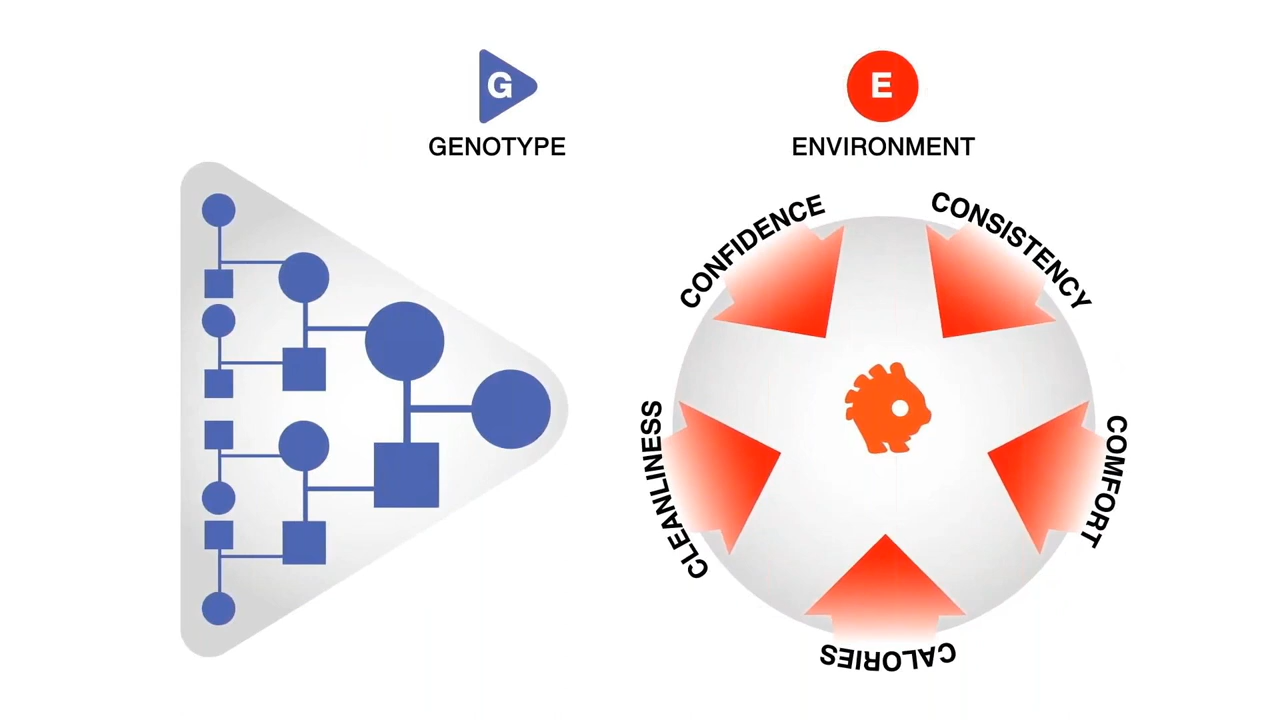 G
GENOTYPE
E
ENVIRONMENT
CONFIDENCE
CONSISTENCY
CLEANLINESS
COMFORT
CALORIES